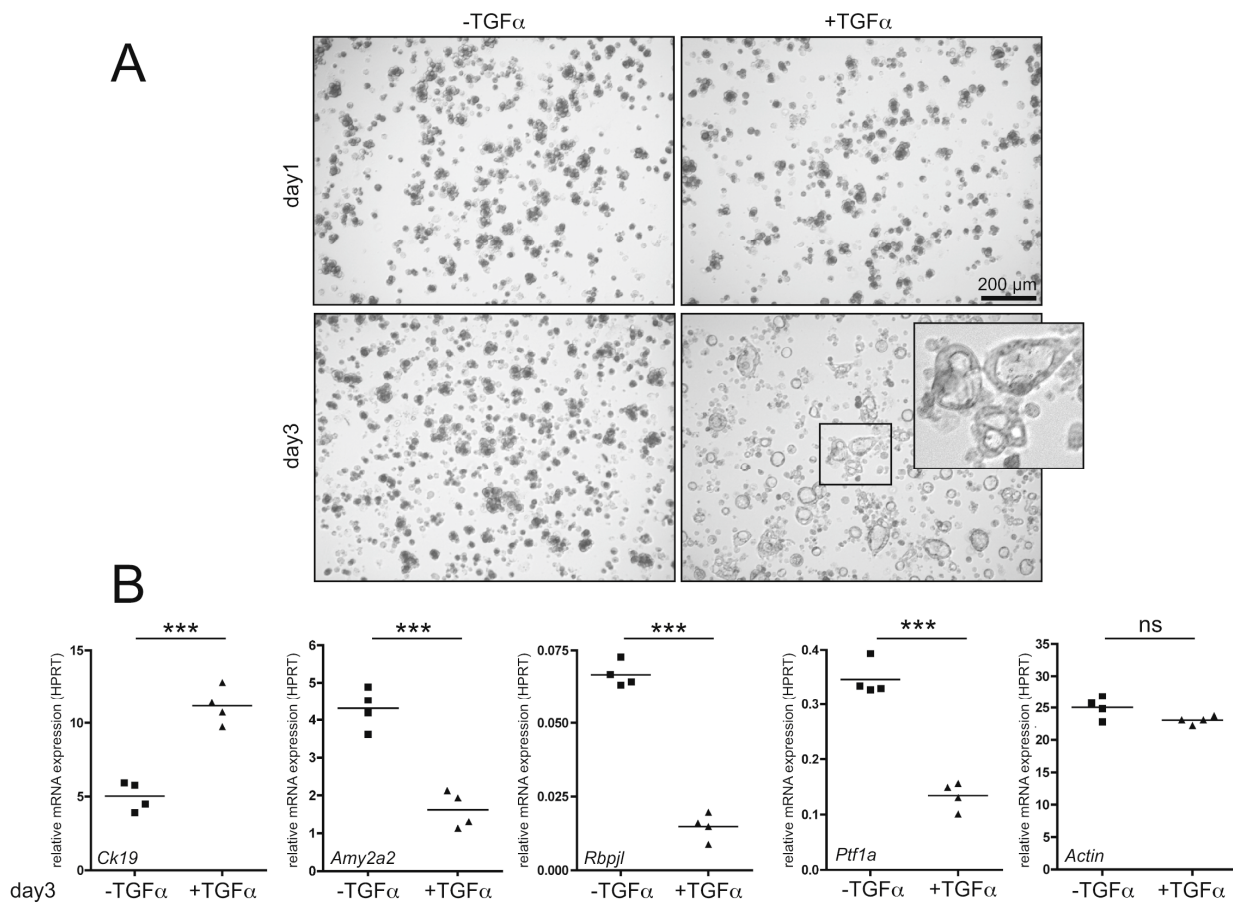 -TGFα
+TGFα
A
day1
200 µm
day3
B
*** *** *** *** ns
relative mRNA expression (HPRT)
15
10
5
0
Ck19
relative mRNA expression (HPRT)
6
5
4
3
2
1
0
Amy2a2
relative mRNA expression (HPRT)
0.075
0.050
0.025
0.000
Rbpjl
relative mRNA expression (HPRT)
0.4
0.3
0.2
0.1
0.0
Ptf1a
relative mRNA expression (HPRT)
35
30
25
20
15
10
5
0
Actin
day3 -TGFα +TGFα -TGFα +TGFα -TGFα +TGFα -TGFα +TGFα -TGFα +TGFα